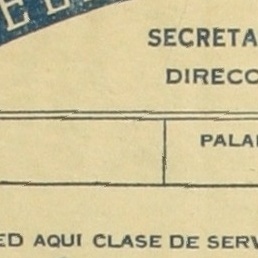 SECRETA
DIRECC
PALA
ED AQUI CLASE DE SERV